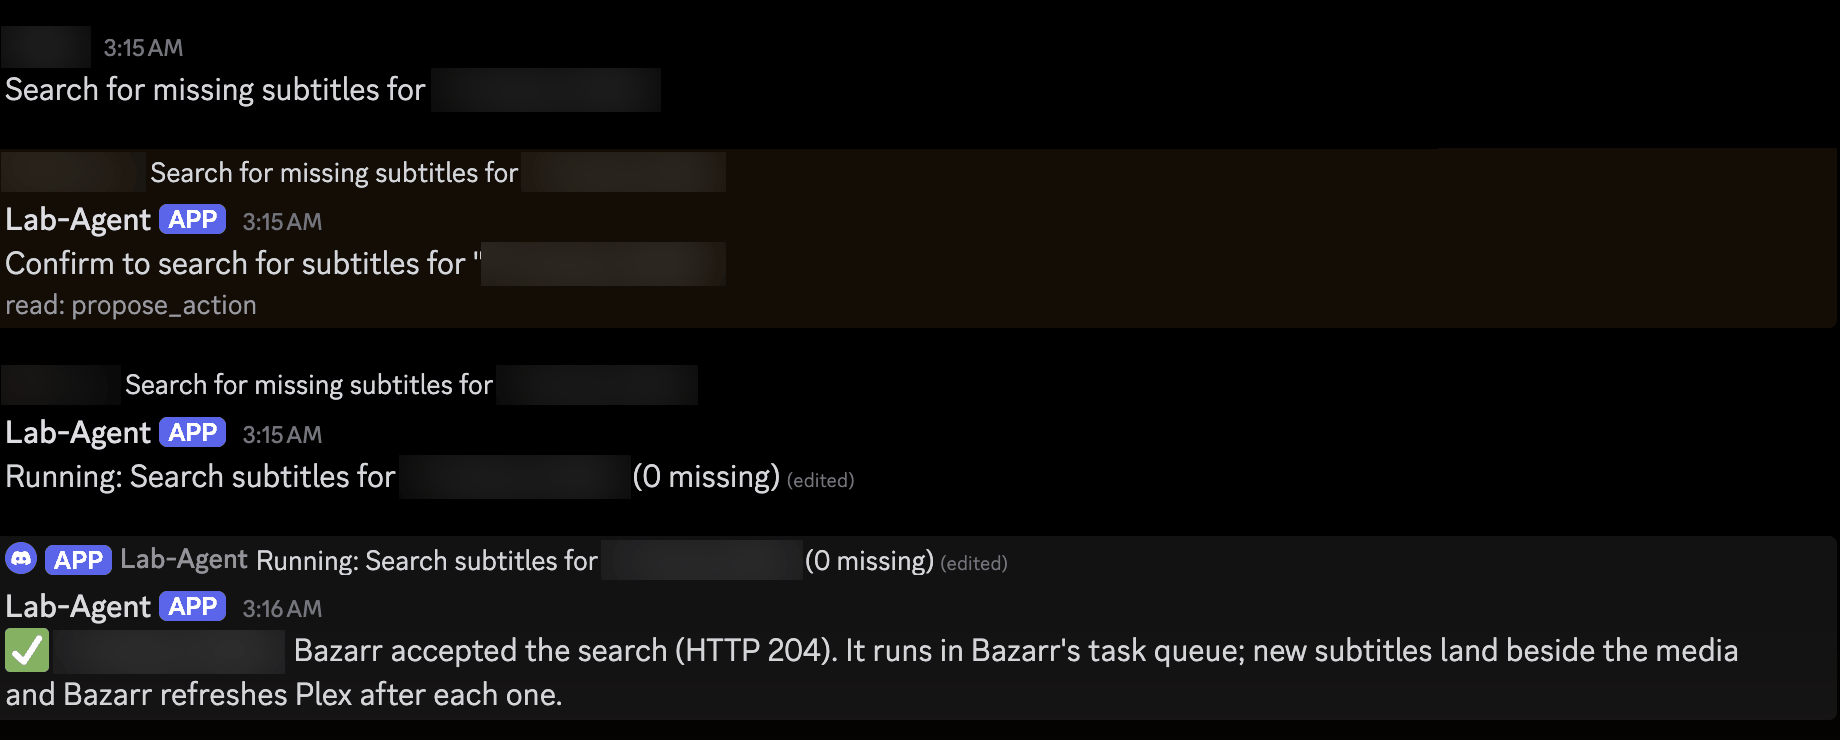 3:15 AM
Search for missing subtitles for
Search for missing subtitles for
Lab-Agent APP 3:15 AM
Confirm to search for subtitles for "
read: propose_action
Search for missing subtitles for
Lab-Agent APP 3:15 AM
Running: Search subtitles for (0 missing) (edited)
APP Lab-Agent Running: Search subtitles for (0 missing) (edited)
Lab-Agent APP 3:16 AM
Bazarr accepted the search (HTTP 204). It runs in Bazarr's task queue; new subtitles land beside the media
and Bazarr refreshes Plex after each one.